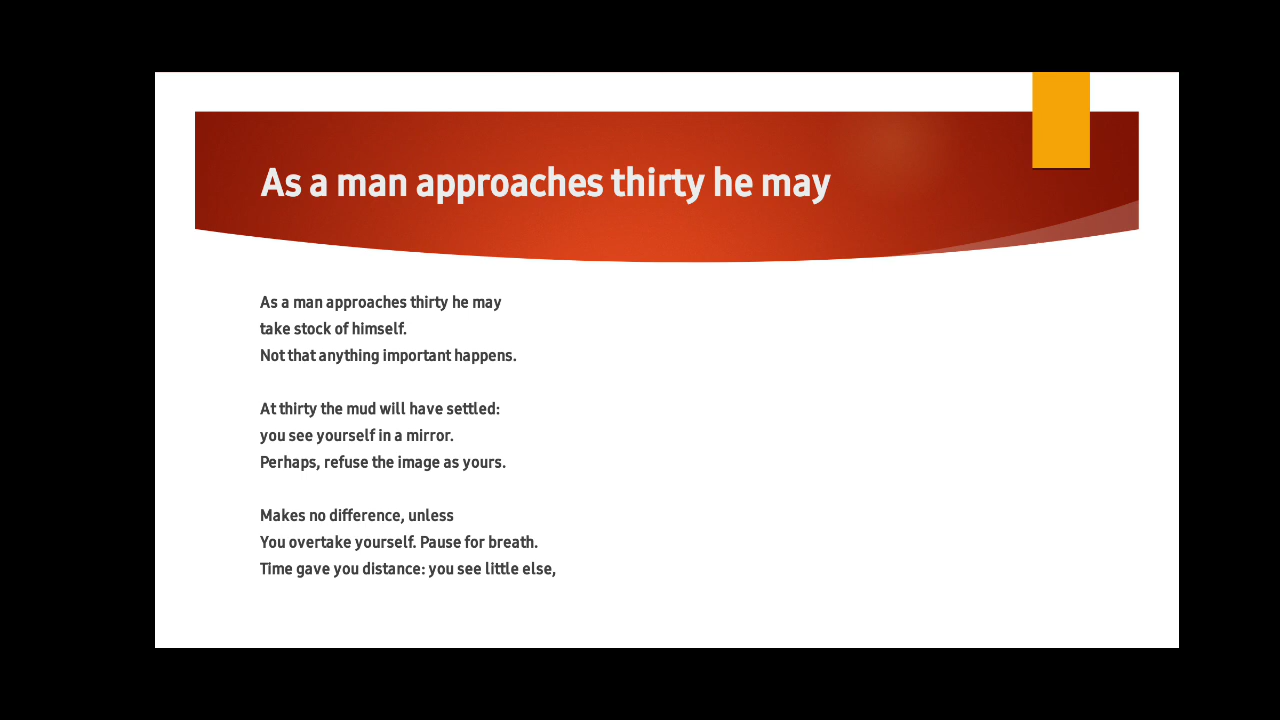 As a man approaches thirty he may
As a man approaches thirty he may
take stock of himself.
Not that anything important happens.
At thirty the mud will have settled:
you see yourself in a mirror.
Perhaps, refuse the image as yours.
Makes no difference, unless
You overtake yourself. Pause for breath.
Time gave you distance: you see little else,